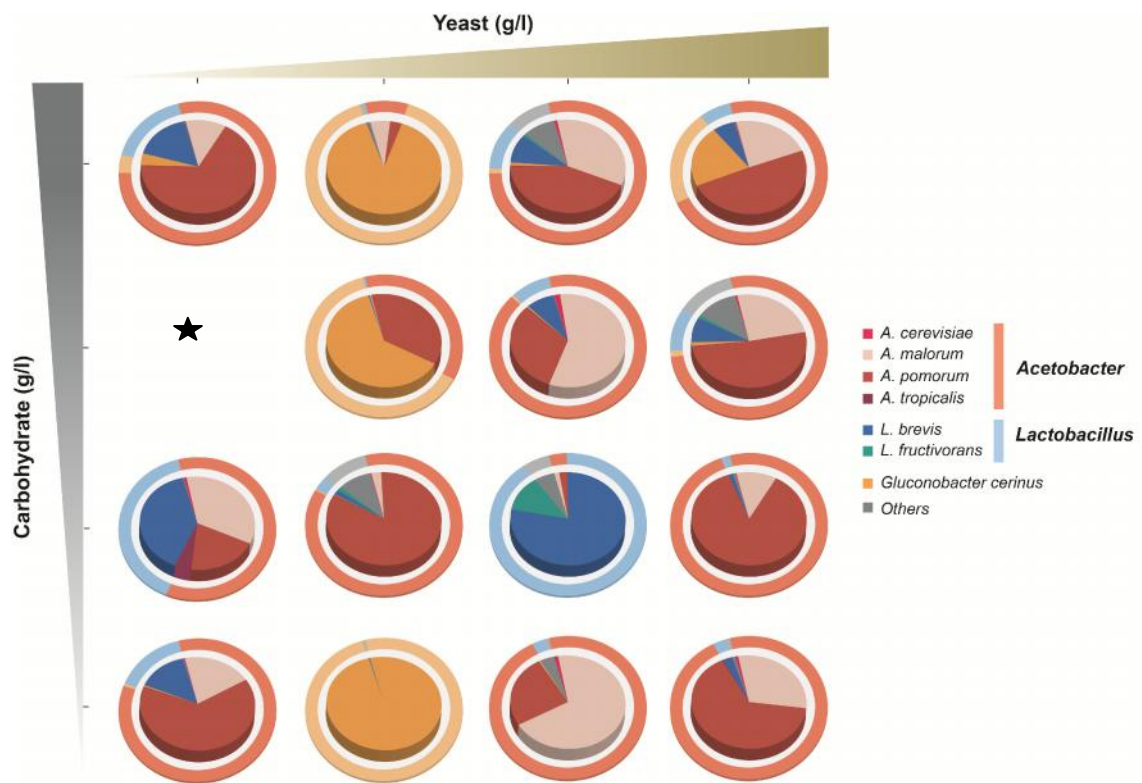 Yeast (g/l)
Carbohydrate (g/l)
A. cerevisiae
A. malorum
A. pomorum
A. tropicalis
Acetobacter
L. brevis
L. fructivorans
Lactobacillus
Gluconobacter cerinus
Others